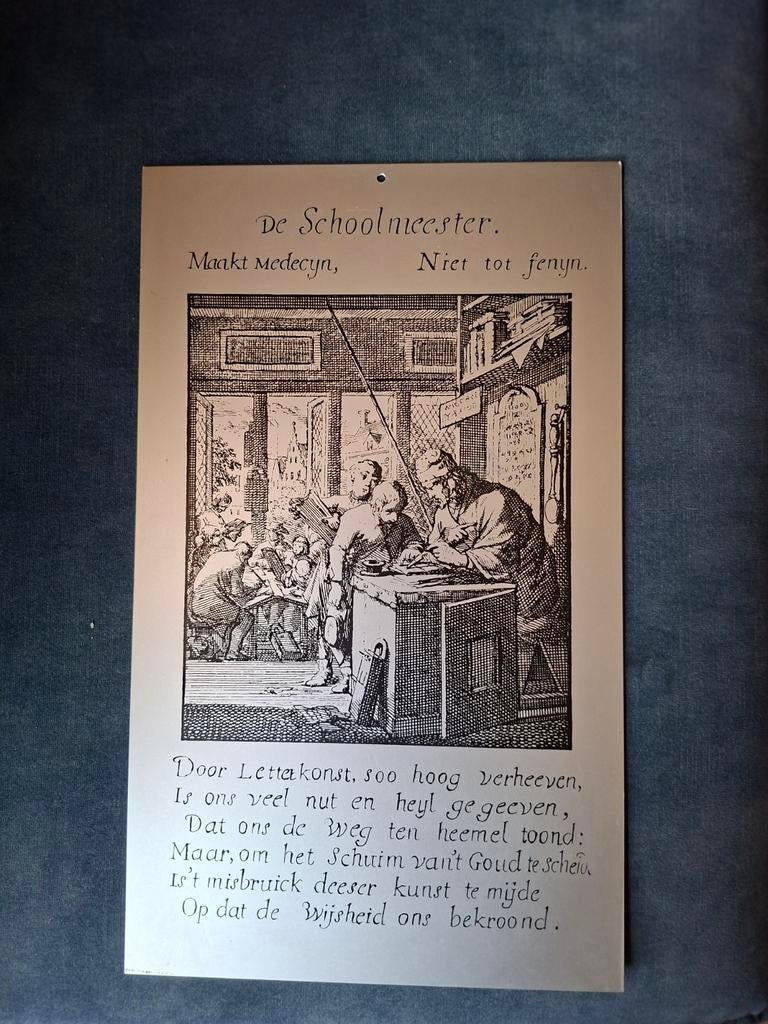 De Schoolmeester.
Maakt Medecyn, Niet tot fenyn.
Door Letterkonst, soo hoog verheeven,
Is ons veel nut en heyl gegeeven,
Dat ons de Weg ten heemel toond:
Maar, om het Schuim van't Goud te scheid
Is't misbruick deeser kunst te mijde
Op dat de Wijsheid ons bekroond.